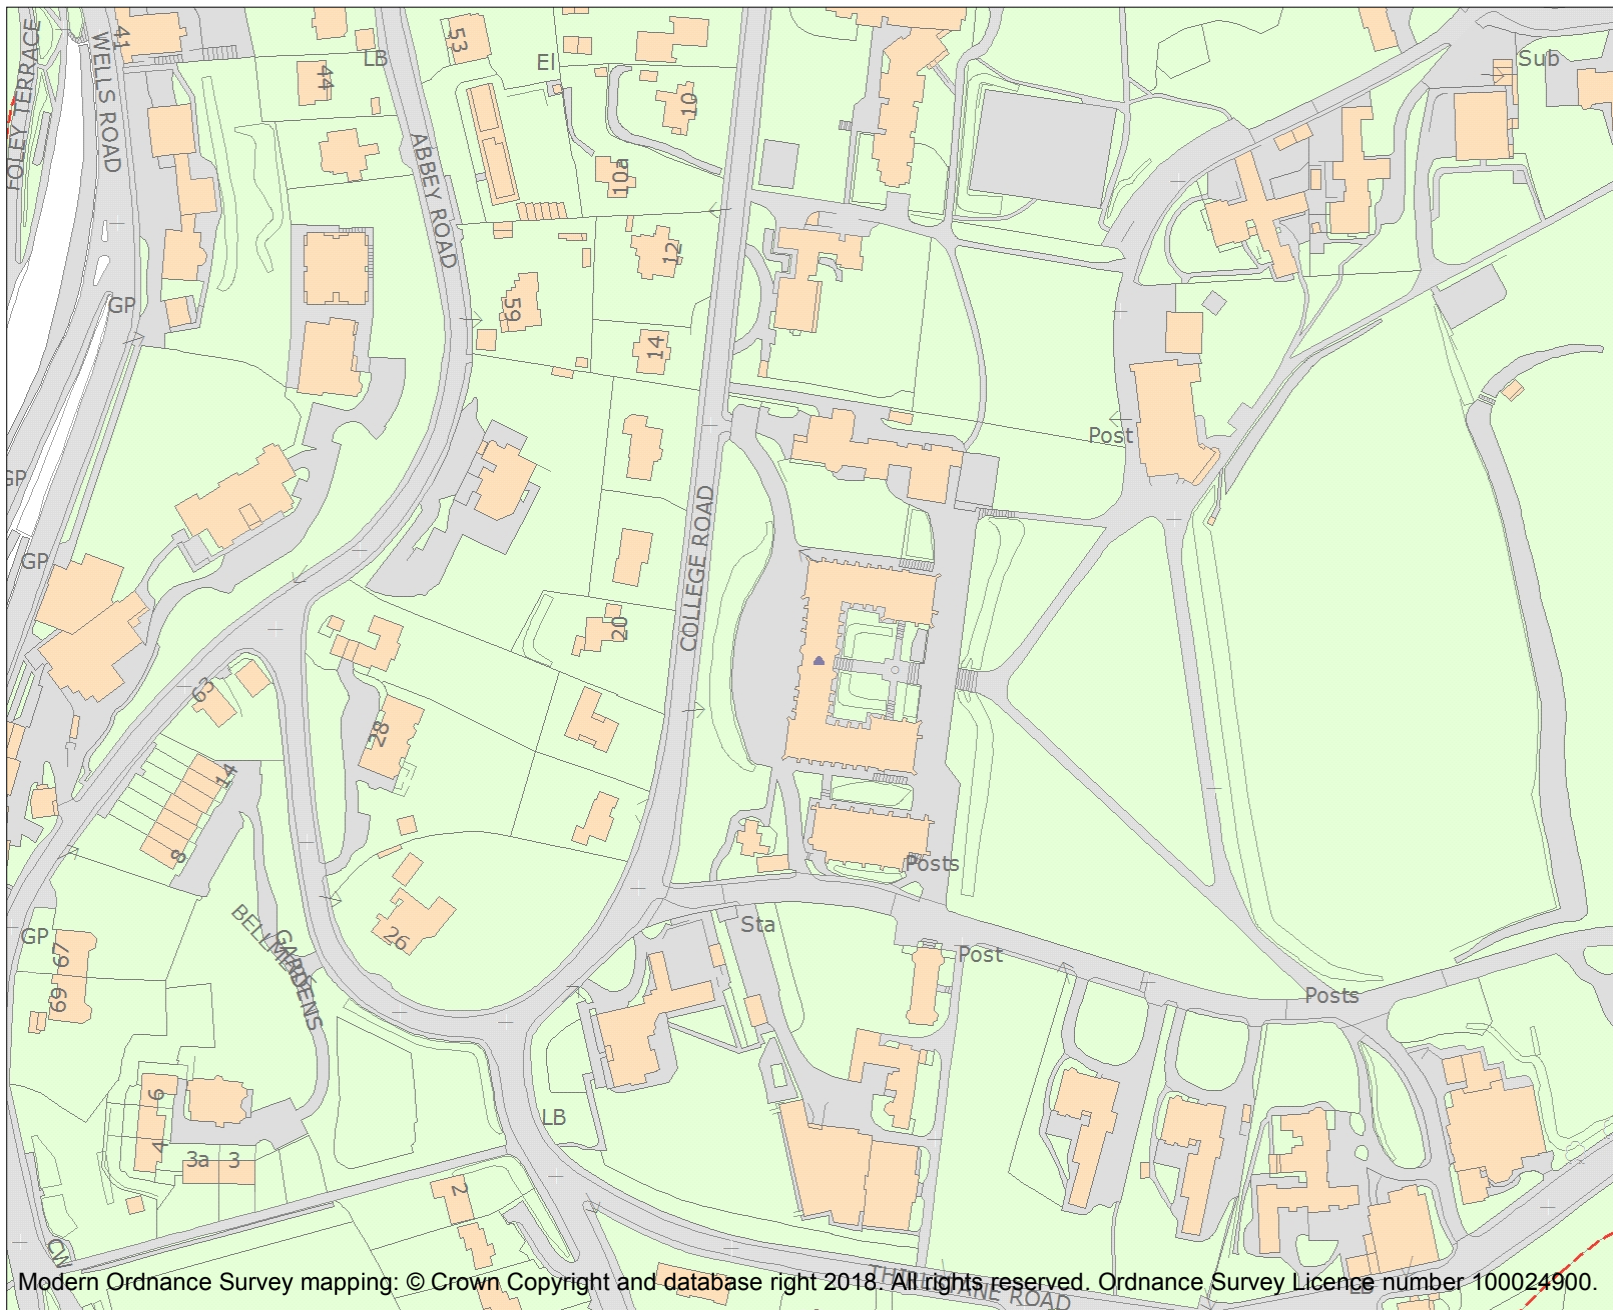 FOLEY TERRACE
WELLS ROAD
41
44
LB
53
ABBEY ROAD
El
10
10a
12
14
59
Sub
GP
GP
GP
Post
COLLEGE ROAD
20
63
28
14
8
26
BELLMERE
GARDENS
GP
67
69
Posts
Sta
Post
Posts
6
4
3a
3
LB
2
CW
LB
Modern Ordnance Survey mapping: © Crown Copyright and database right 2018. All rights reserved. Ordnance Survey Licence number 100024900.